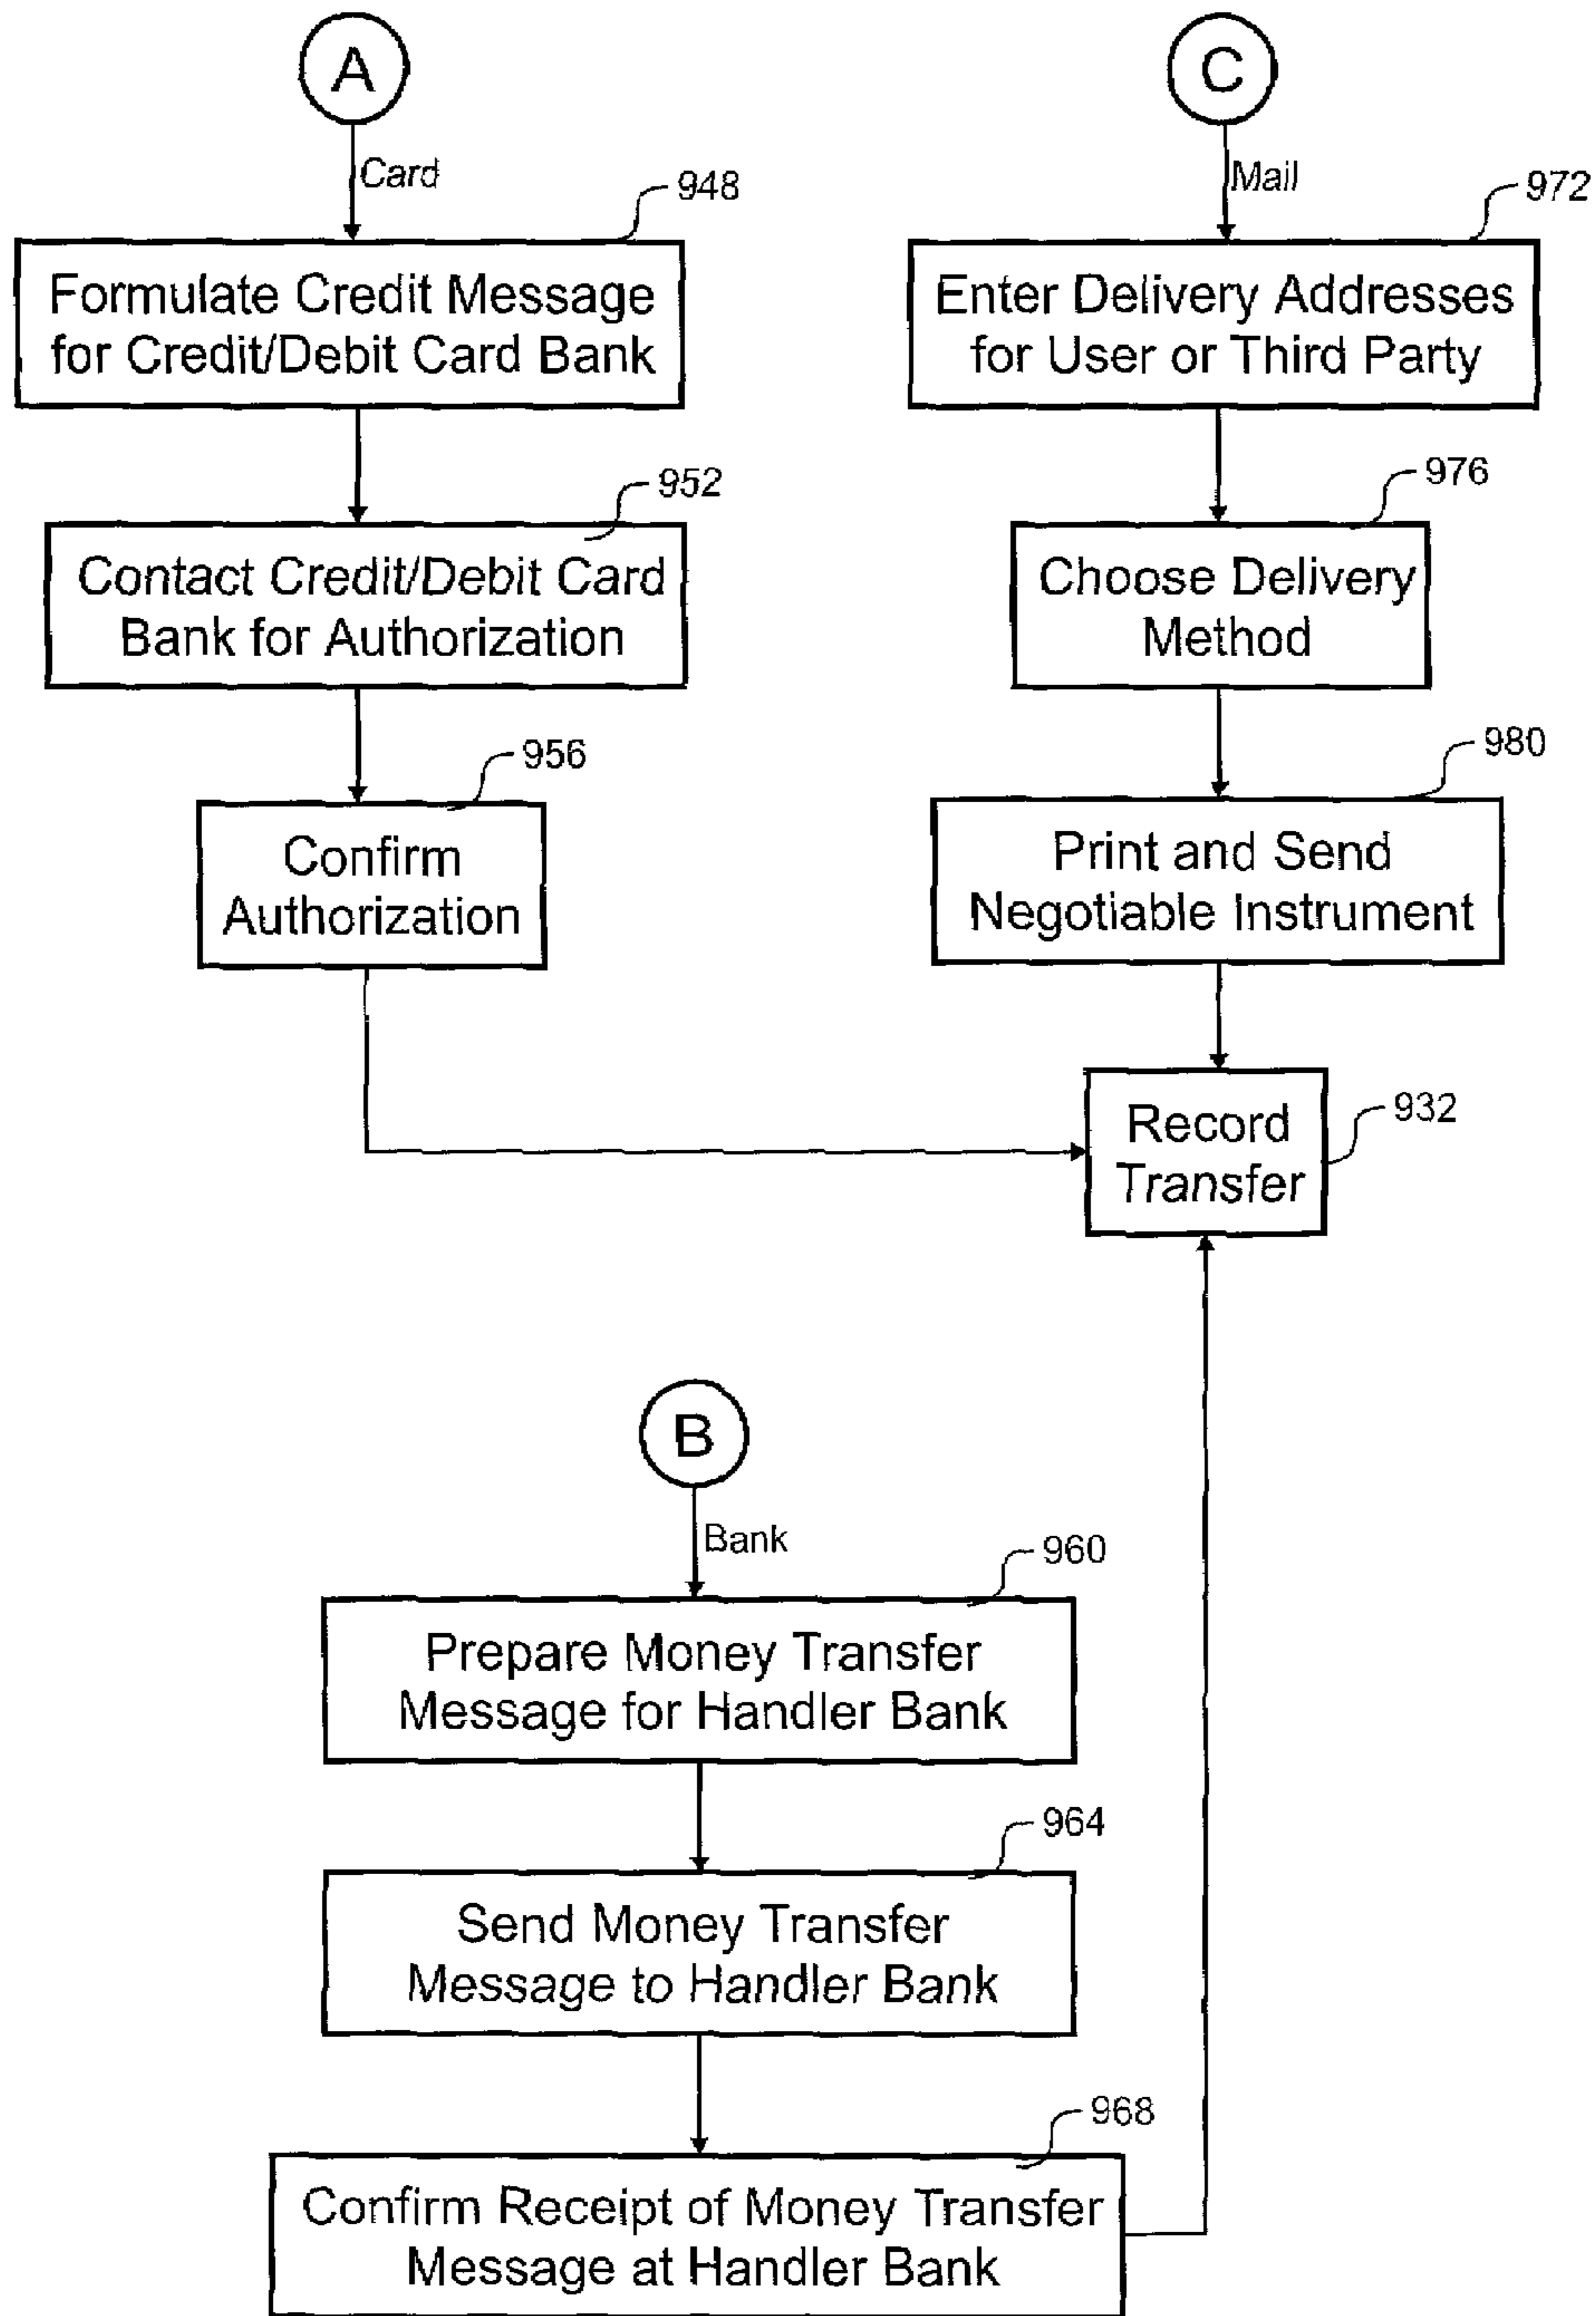 A
Card
948
Formulate Credit Message
for Credit/Debit Card Bank
952
Contact Credit/Debit Card
Bank for Authorization
956
Confirm
Authorization
C
Mail
972
Enter Delivery Addresses
for User or Third Party
976
Choose Delivery
Method
980
Print and Send
Negotiable Instrument
932
Record
Transfer
B
Bank
960
Prepare Money Transfer
Message for Handler Bank
964
Send Money Transfer
Message to Handler Bank
968
Confirm Receipt of Money Transfer
Message at Handler Bank